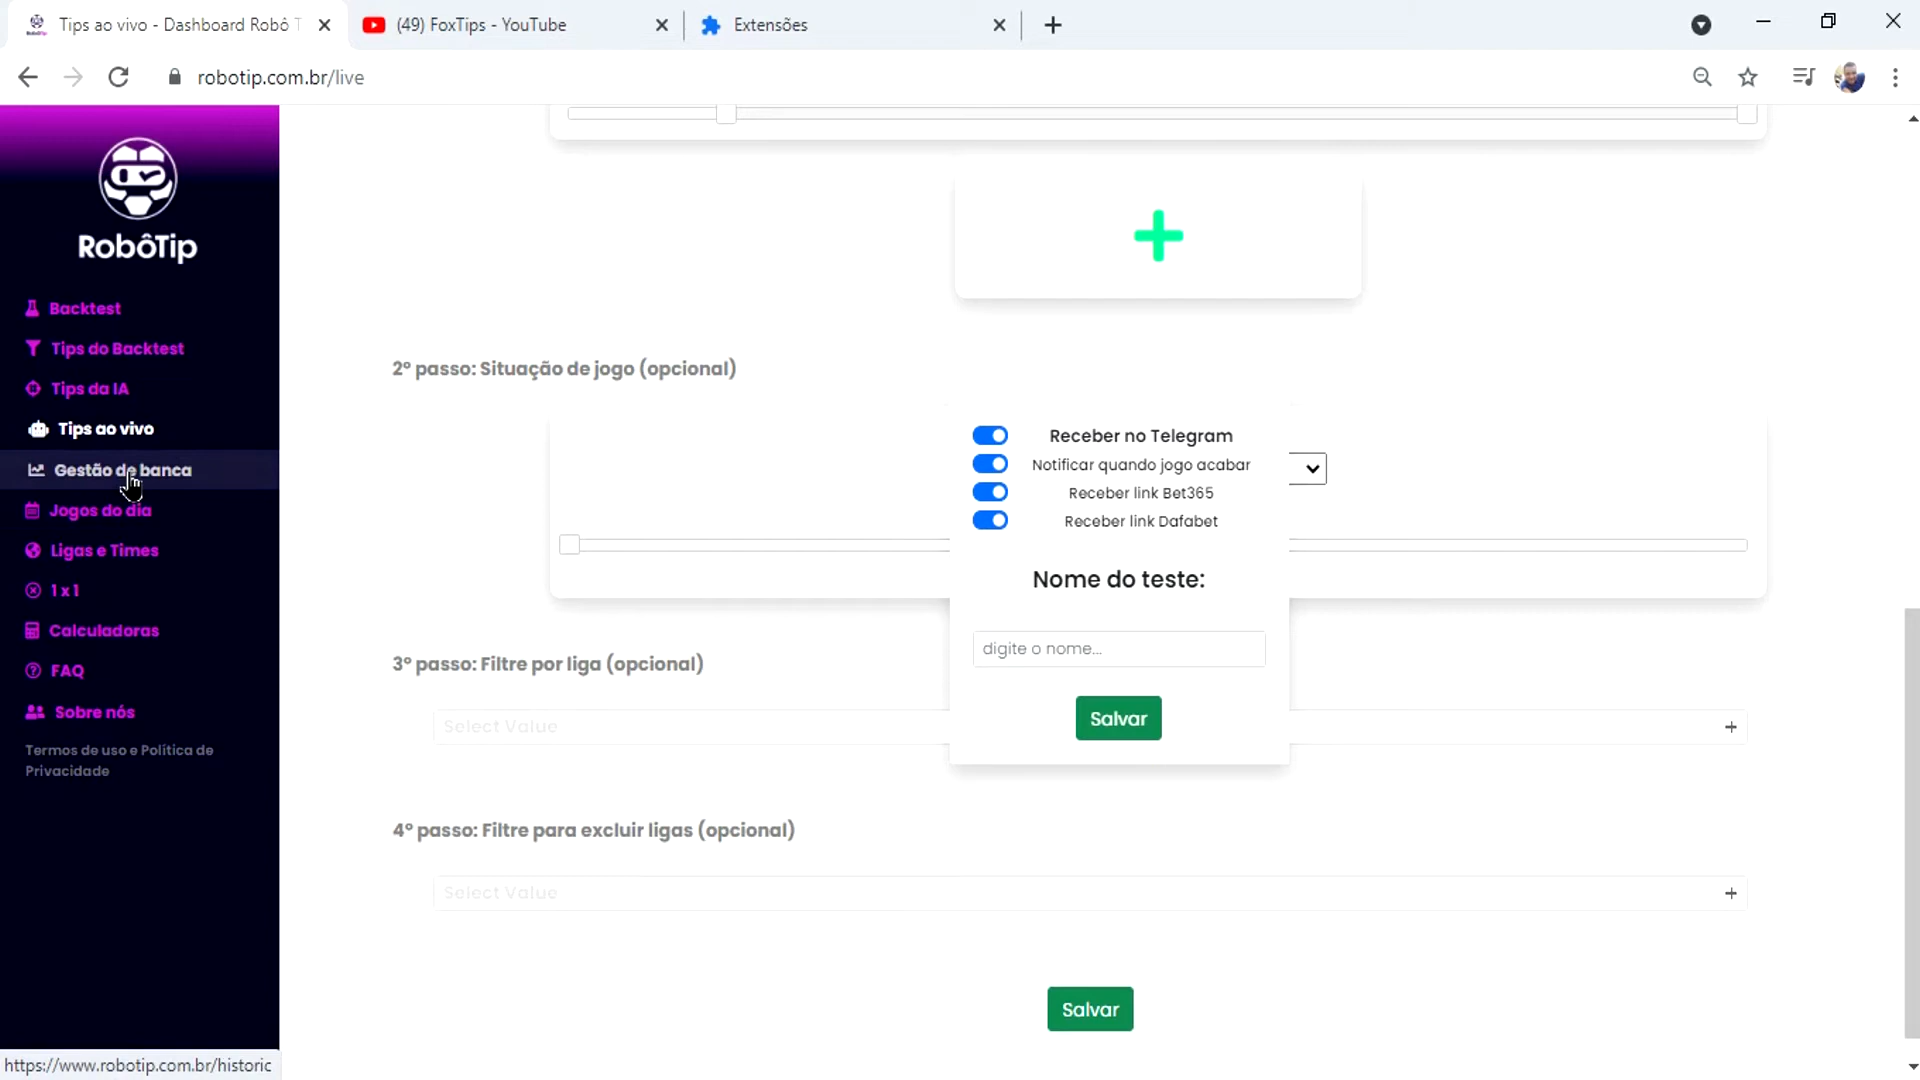 Tips ao vivo - Dashboard Robô T
(49) FoxTips - YouTube
Extensões
robotip.com.br/live
RobôTip
Backtest
Tips do Backtest
Tips da IA
Tips ao vivo
Gestão de banca
Jogos do dia
Ligas e Times
1 x 1
Calculadoras
FAQ
Sobre nós
Termos de uso e Política de
Privacidade
2º passo: Situação de jogo (opcional)
Receber no Telegram
Notificar quando jogo acabar
Receber link Bet365
Receber link Dafabet
Nome do teste:
digite o nome...
Salvar
3º passo: Filtre por liga (opcional)
Select Value
4º passo: Filtre para excluir ligas (opcional)
Select Value
Salvar
https://www.robotip.com.br/historic